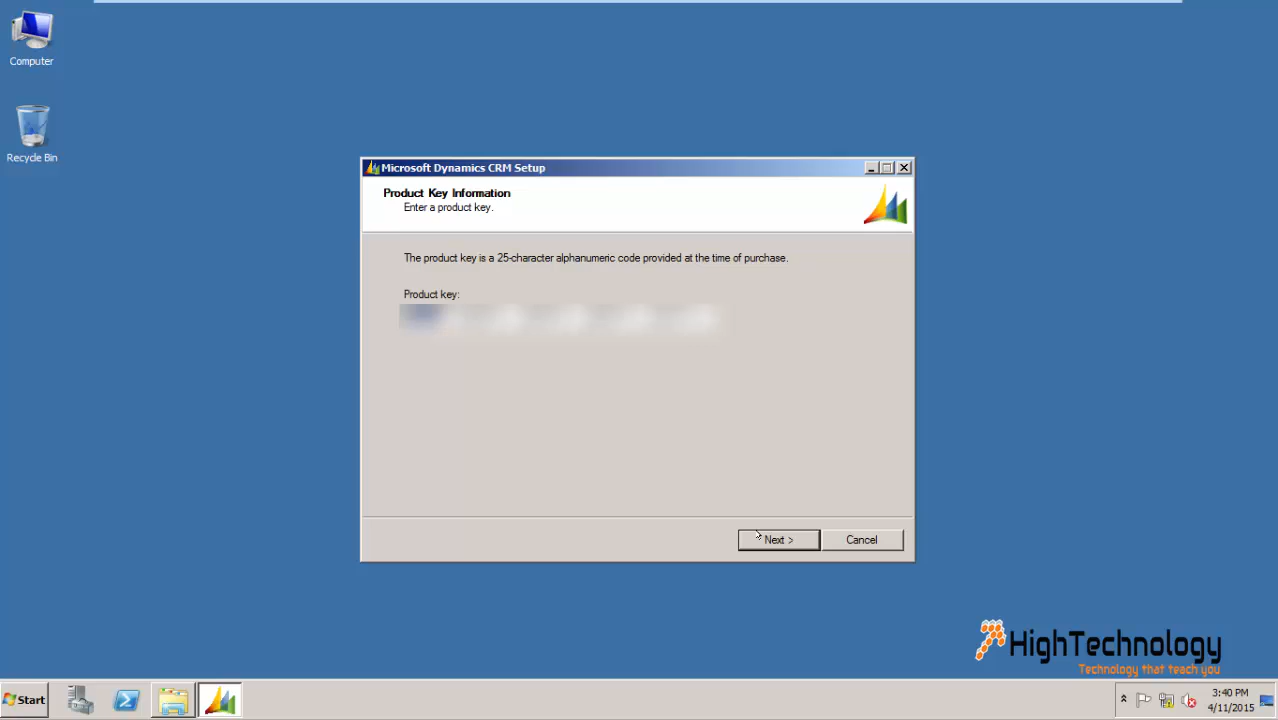 Computer
Recycle Bin
Microsoft Dynamics CRM Setup
Product Key Information
Enter a product key.
The product key is a 25-character alphanumeric code provided at the time of purchase.
Product key:
Next >
Cancel
HighTechnology
Technology that teach you
Start
3:40 PM
4/11/2015